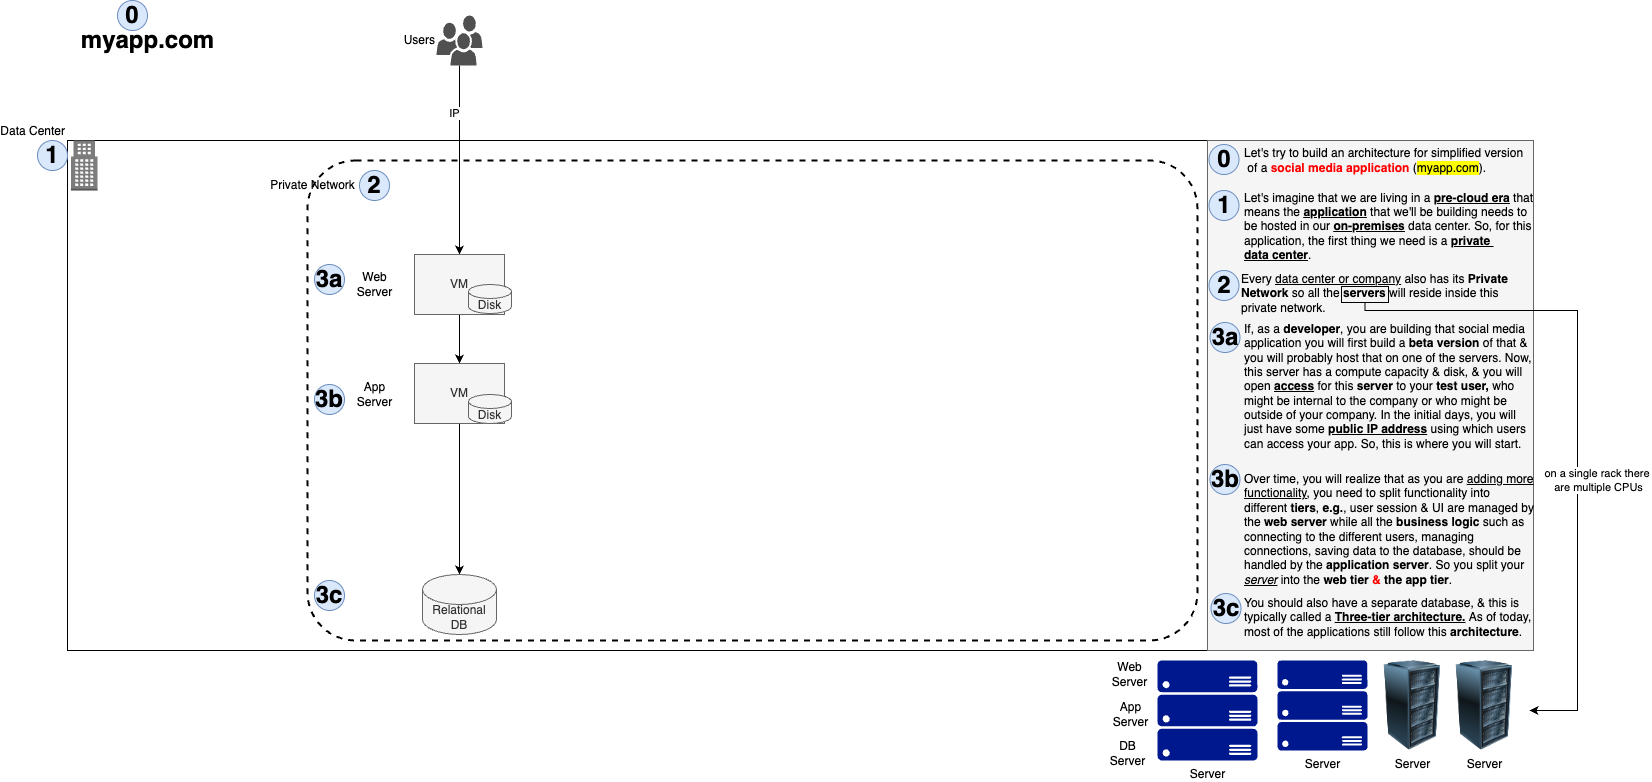 0
myapp.com
Users
IP
Data Center
1
Private Network 2
3a
Web
Server
VM
Disk
3b
App
Server
VM
Disk
3c
Relational
DB
0
Let's try to build an architecture for simplified version
of a social media application (myapp.com).
1
Let's imagine that we are living in a pre-cloud era that
means the application that we'll be building needs to
be hosted in our on-premises data center. So, for this
application, the first thing we need is a private
data center.
2
Every data center or company also has its Private
Network so all the servers will reside inside this
private network.
3a
If, as a developer, you are building that social media
application you will first build a beta version of that &
you will probably host that on one of the servers. Now,
this server has a compute capacity & disk, & you will
open access for this server to your test user, who
might be internal to the company or who might be
outside of your company. In the initial days, you will
just have some public IP address using which users
can access your app. So, this is where you will start.
3b
Over time, you will realize that as you are adding more
functionality, you need to split functionality into
different tiers, e.g., user session & UI are managed by
the web server while all the business logic such as
connecting to the different users, managing
connections, saving data to the database, should be
handled by the application server. So you split your
server into the web tier & the app tier.
3c
You should also have a separate database, & this is
typically called a Three-tier architecture. As of today,
most of the applications still follow this architecture.
on a single rack there
are multiple CPUs
Web
Server
App
Server
DB
Server
Server
Server
Server
Server